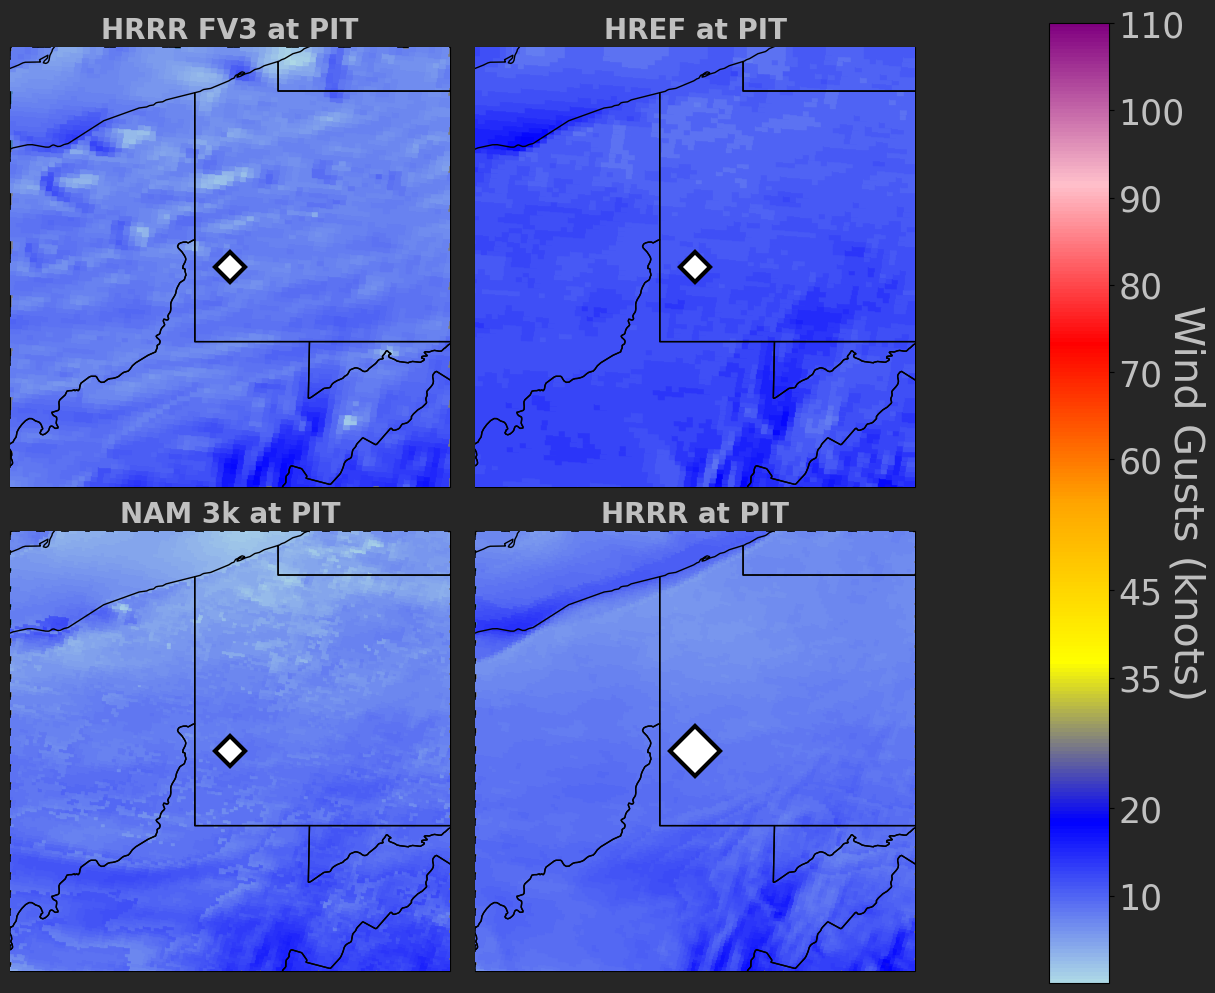 HRRR FV3 at PIT
HREF at PIT
NAM 3k at PIT
HRRR at PIT
110
100
90
80
70
60
45
35
20
10
Wind Gusts (knots)